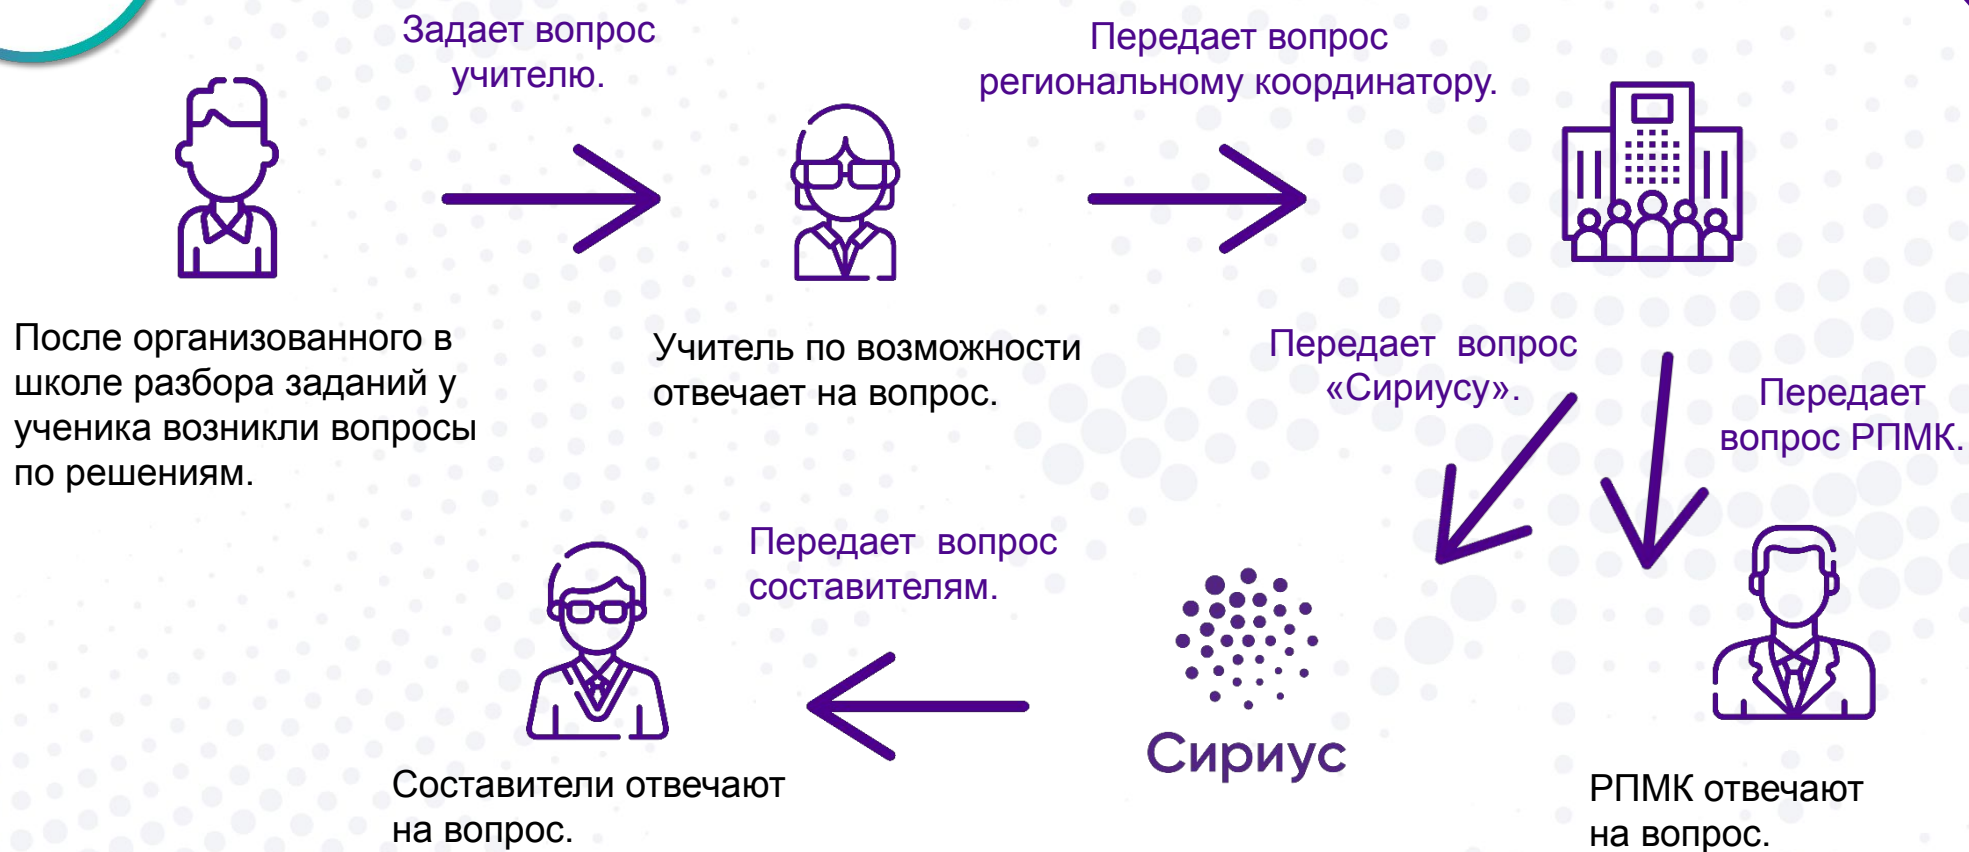 Задает вопрос
учителю.
Передает вопрос
региональному координатору.
После организованного в
школе разбора заданий у
ученика возникли вопросы
по решениям.
Учитель по возможности
отвечает на вопрос.
Передает вопрос
«Сириусу».
Передает
вопрос РПМК.
Передает вопрос
составителям.
Сириус
Составители отвечают
на вопрос.
РПМК отвечают
на вопрос.